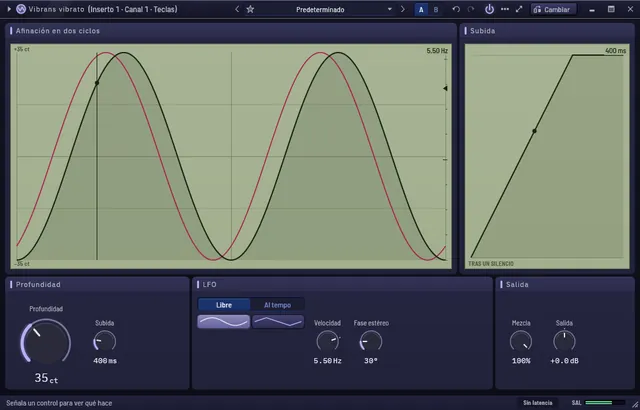 Vibrans vibrato (Inserto 1 · Canal 1 · Teclas)
Predeterminado
A B
Cambiar
Afinación en dos ciclos
+35 ct
5.50 Hz
-35 ct
Subida
400 ms
TRAS UN SILENCIO
Profundidad
Profundidad
35 ct
Subida
400 ms
LFO
Libre
Al tempo
Velocidad
5.50 Hz
Fase estéreo
30°
Salida
Mezcla
100%
Salida
+0.0 dB
Señala un control para ver qué hace
Sin latencia
SAL